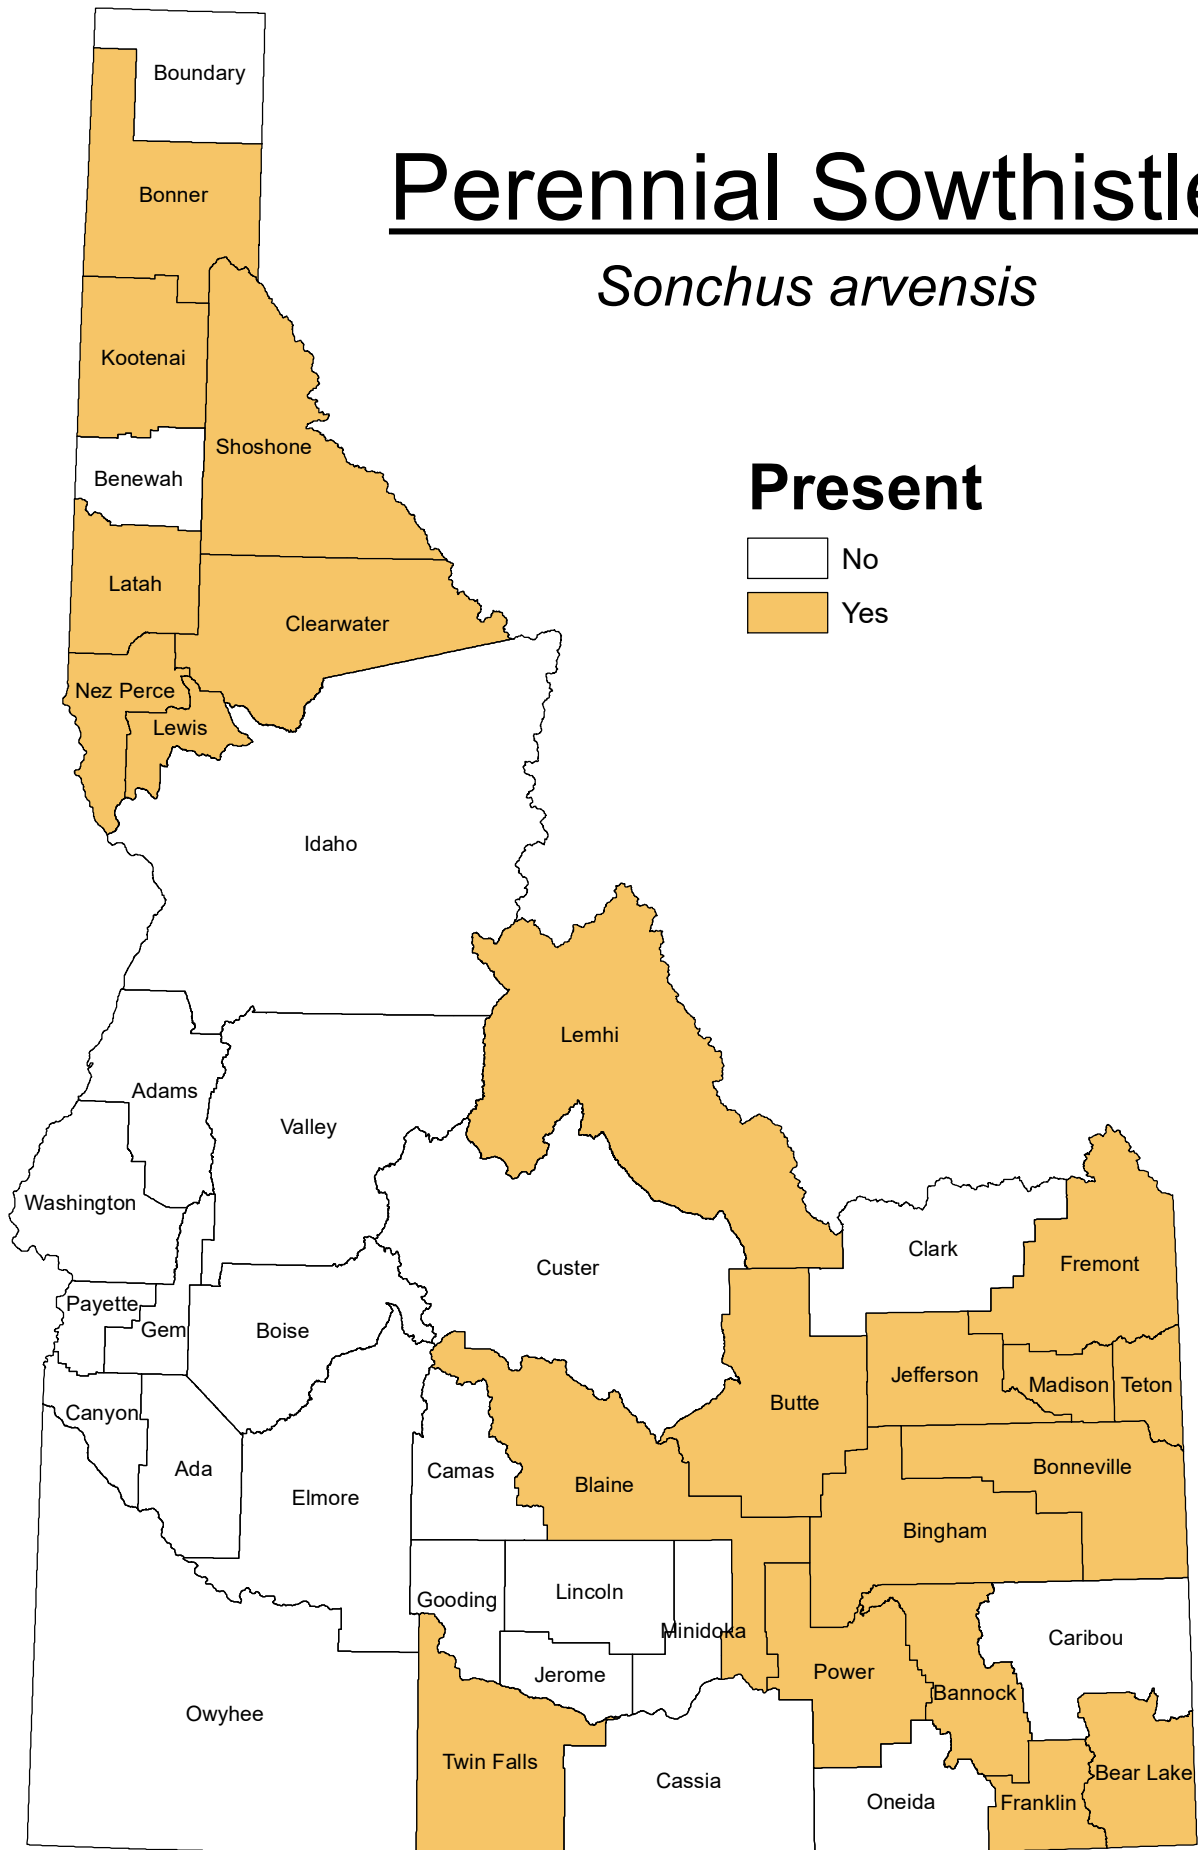 Boundary
Perennial Sowthistle
Bonner
Sonchus arvensis
Kootenai
Shoshone
Present
Benewah
No
Latah
Yes
Clearwater
Nez Perce
Lewis
Idaho
Lemhi
Adams
Valley
Washington
Clark
Fremont
Custer
Payette
Gem
Boise
Jefferson
Madison
Teton
Butte
Canyon
Ada
Camas
Bonneville
Blaine
Elmore
Bingham
Lincoln
Gooding
Minidoka
Caribou
Jerome
Power
Bannock
Owyhee
Twin Falls
Bear Lake
Cassia
Oneida
Franklin